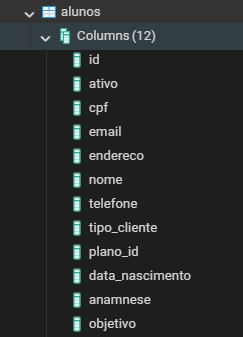 alunos
Columns (12)
id
ativo
cpf
email
endereco
nome
telefone
tipo_cliente
plano_id
data_nascimento
anamnese
objetivo